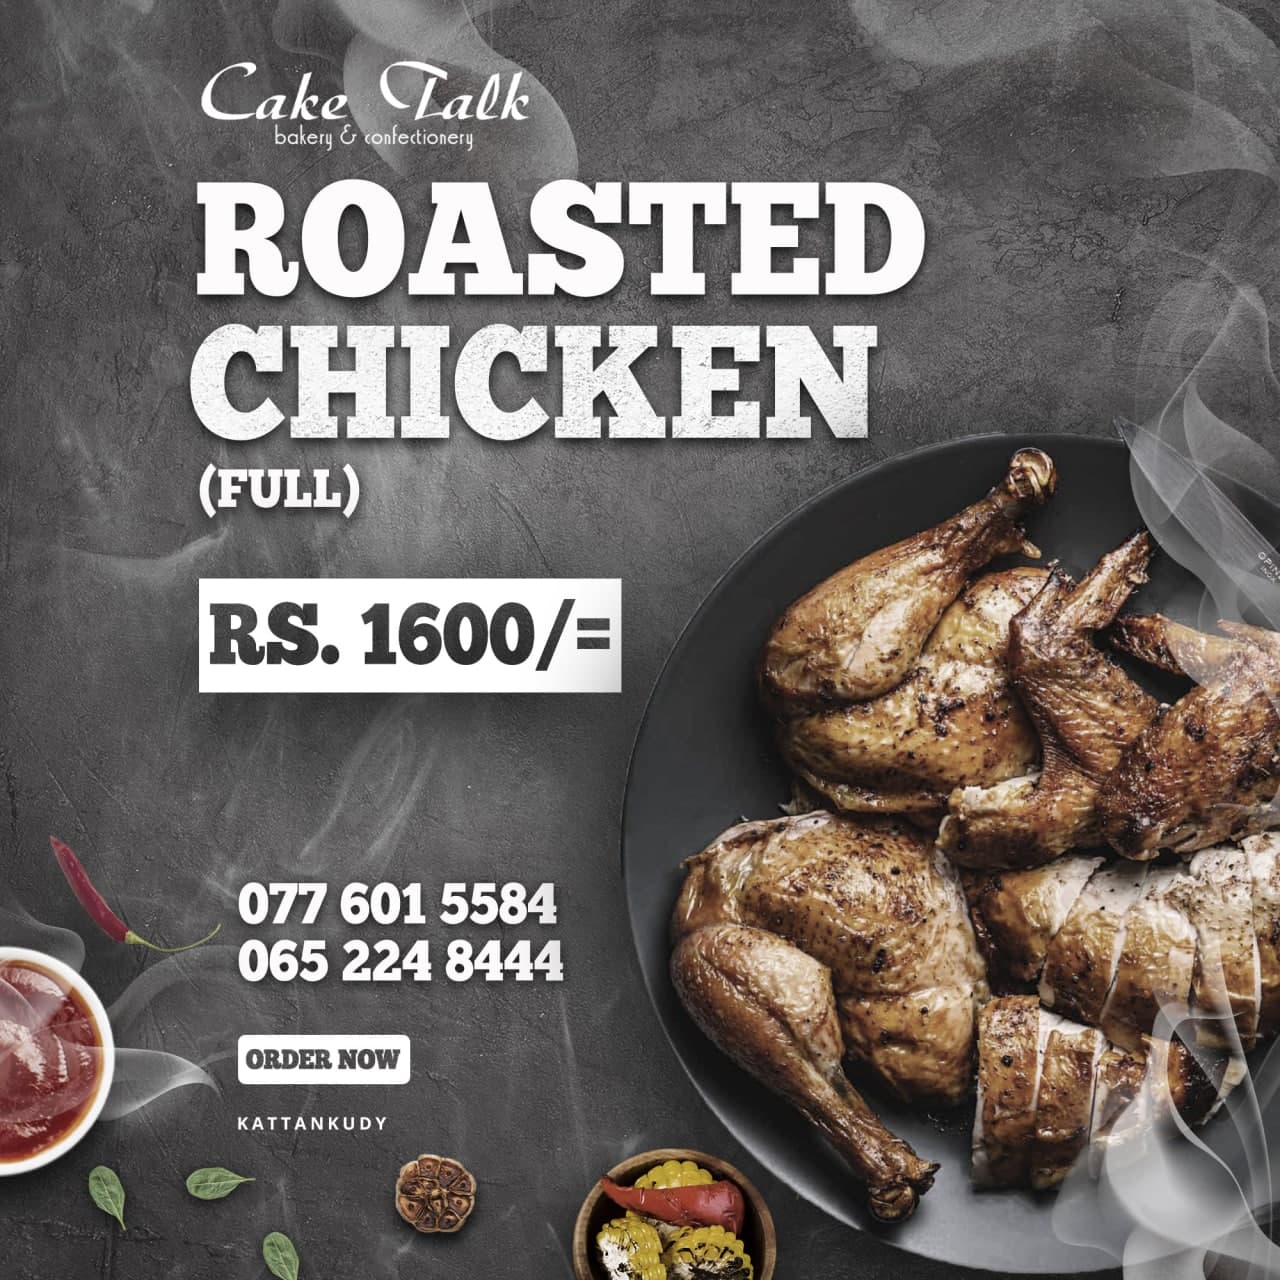 Cake Talk
bakery & confectionery
ROASTED
CHICKEN
(FULL)
RS. 1600/=
077 601 5584
065 224 8444
ORDER NOW
KATTANKUDY